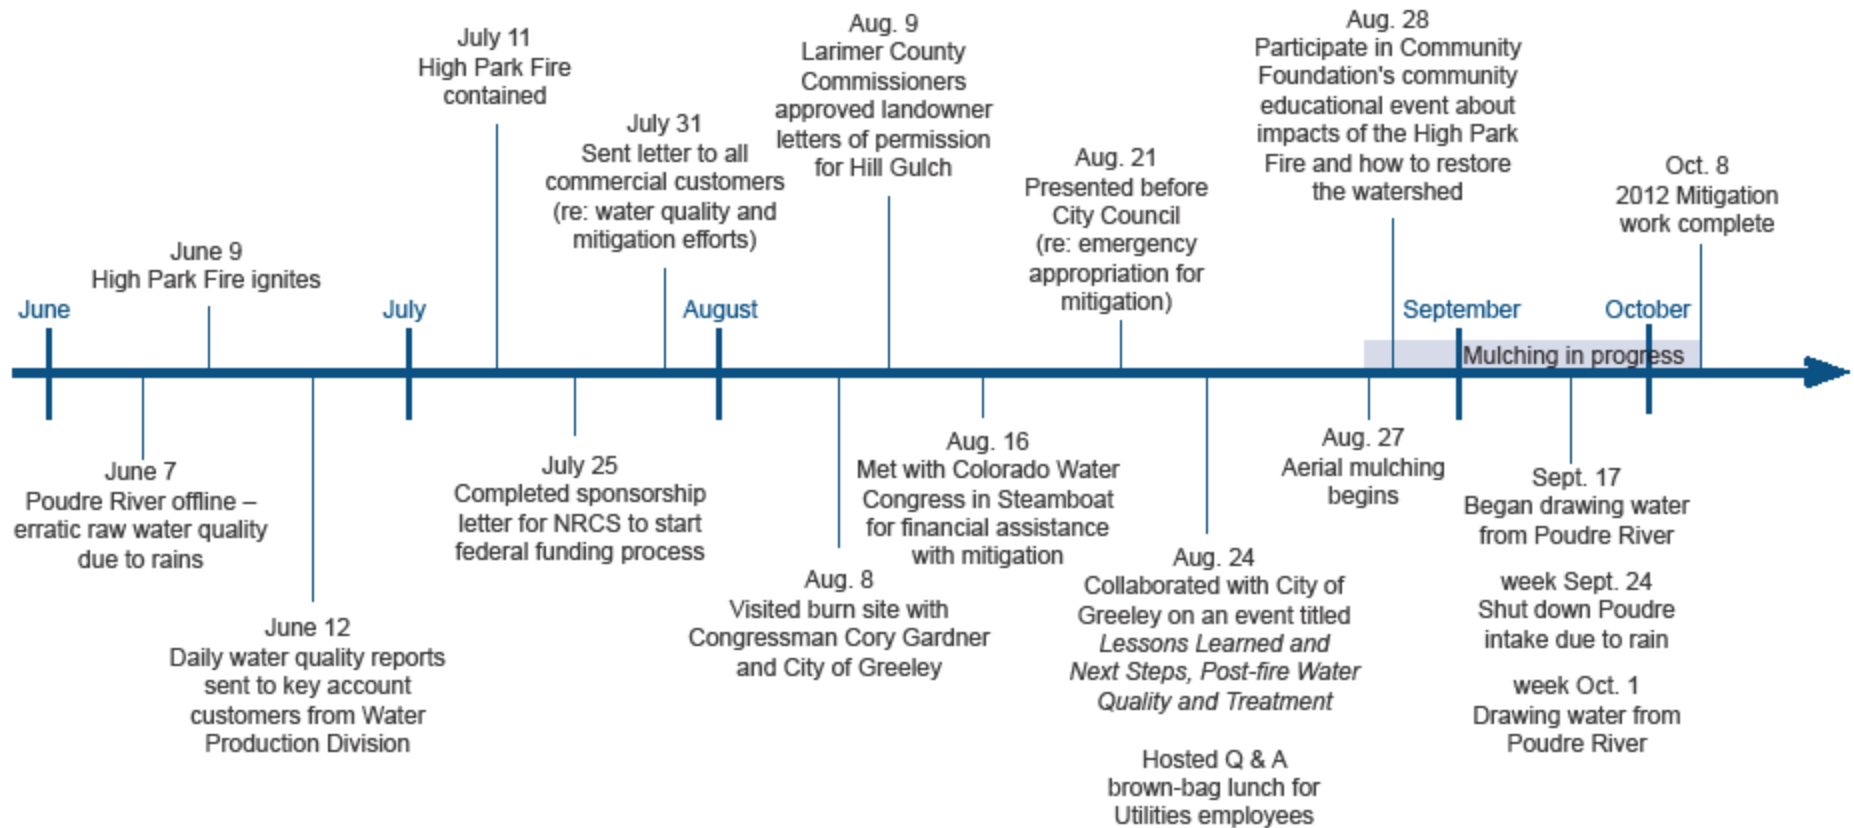 July 11
High Park Fire
contained
July 31
Sent letter to all
commercial customers
(re: water quality and
mitigation efforts)
Aug. 9
Larimer County
Commissioners
approved landowner
letters of permission
for Hill Gulch
Aug. 21
Presented before
City Council
(re: emergency
appropriation for
mitigation)
Aug. 28
Participate in Community
Foundation's community
educational event about
impacts of the High Park
Fire and how to restore
the watershed
Oct. 8
2012 Mitigation
work complete
June 9
High Park Fire ignites
June
July
August
September
October
Mulching in progress
June 7
Poudre River offline –
erratic raw water quality
due to rains
June 12
Daily water quality reports
sent to key account
customers from Water
Production Division
July 25
Completed sponsorship
letter for NRCS to start
federal funding process
Aug. 8
Visited burn site with
Congressman Cory Gardner
and City of Greeley
Aug. 16
Met with Colorado Water
Congress in Steamboat
for financial assistance
with mitigation
Aug. 24
Collaborated with City of
Greeley on an event titled
Lessons Learned and
Next Steps, Post-fire Water
Quality and Treatment
Hosted Q & A
brown-bag lunch for
Utilities employees
Aug. 27
Aerial mulching
begins
Sept. 17
Began drawing water
from Poudre River
week Sept. 24
Shut down Poudre
intake due to rain
week Oct. 1
Drawing water from
Poudre River